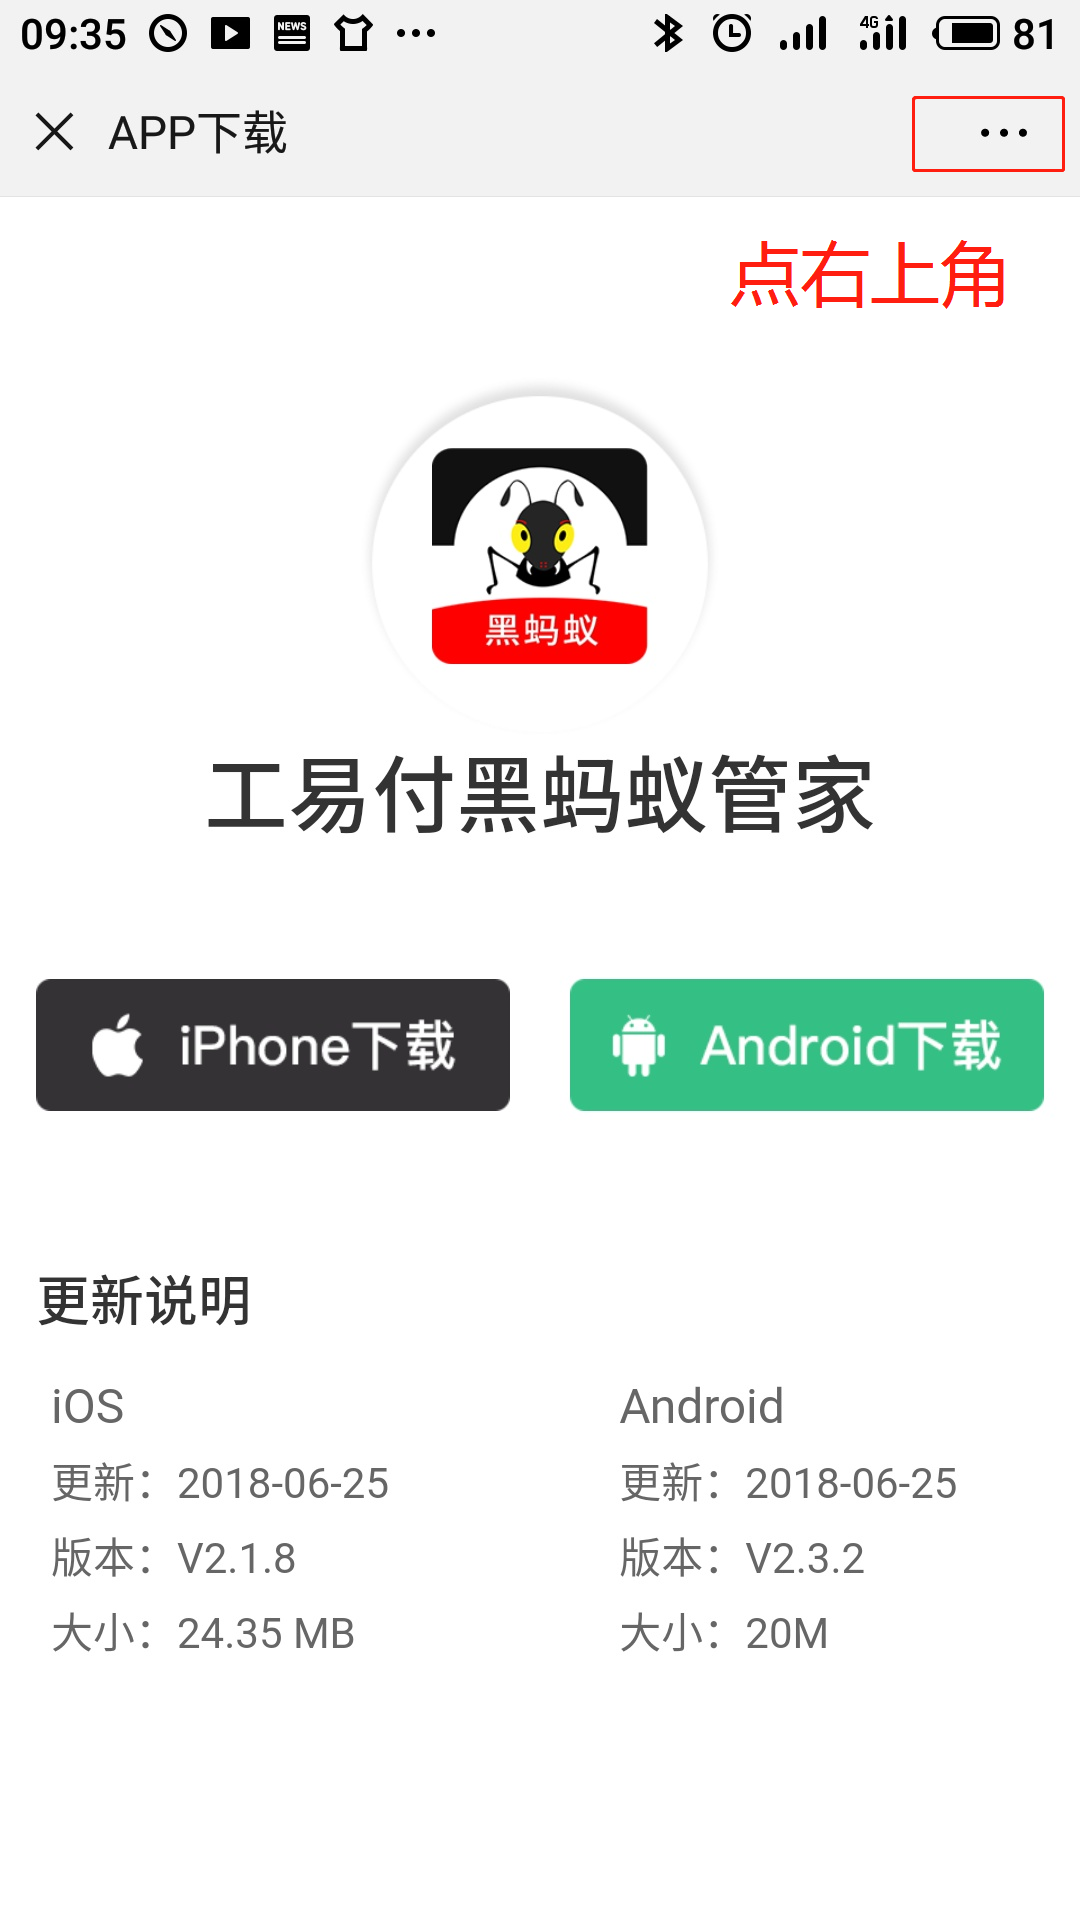 09:35
NEWS
4G
81
APP下载
点右上角
黑蚂蚁
工易付黑蚂蚁管家
iPhone下载
Android下载
更新说明
iOS
Android
更新：2018-06-25
更新：2018-06-25
版本：V2.1.8
版本：V2.3.2
大小：24.35 MB
大小：20M